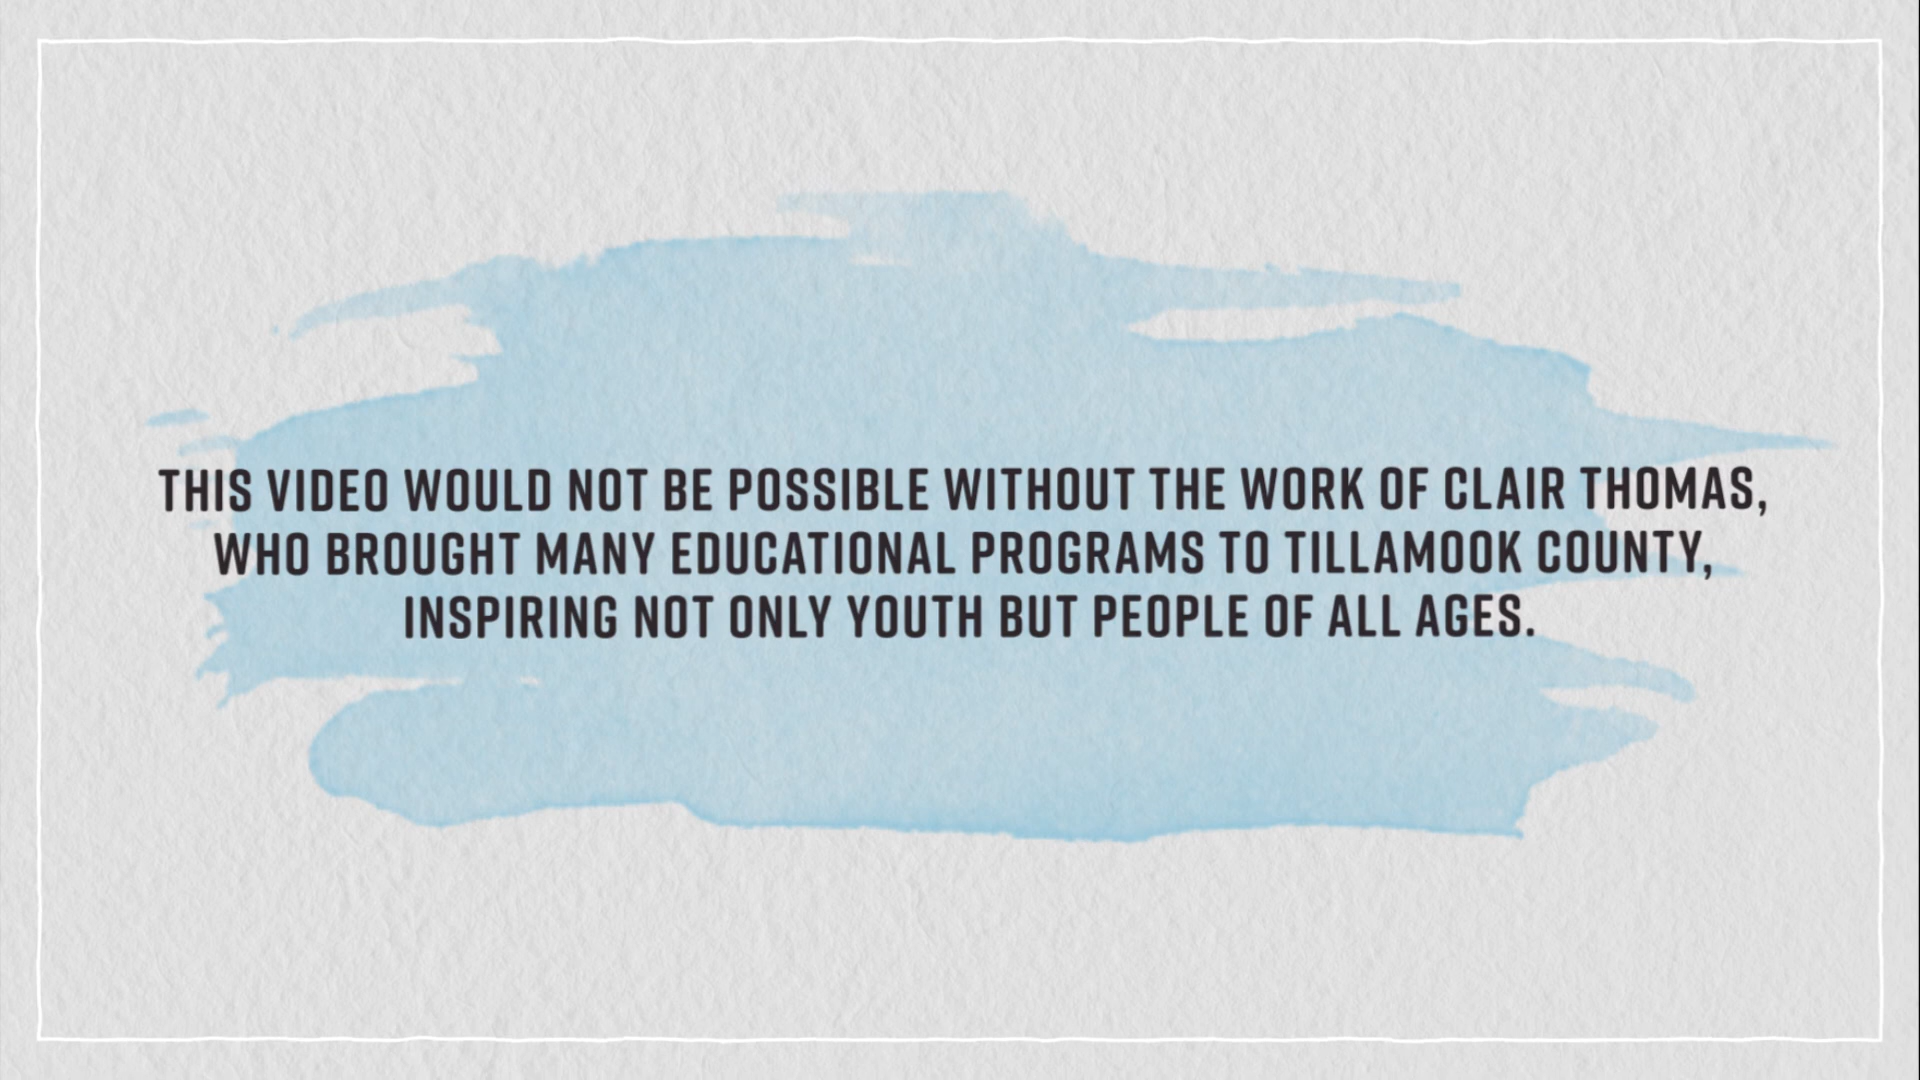 THIS VIDEO WOULD NOT BE POSSIBLE WITHOUT THE WORK OF CLAIR THOMAS,
WHO BROUGHT MANY EDUCATIONAL PROGRAMS TO TILLAMOOK COUNTY,
INSPIRING NOT ONLY YOUTH BUT PEOPLE OF ALL AGES.